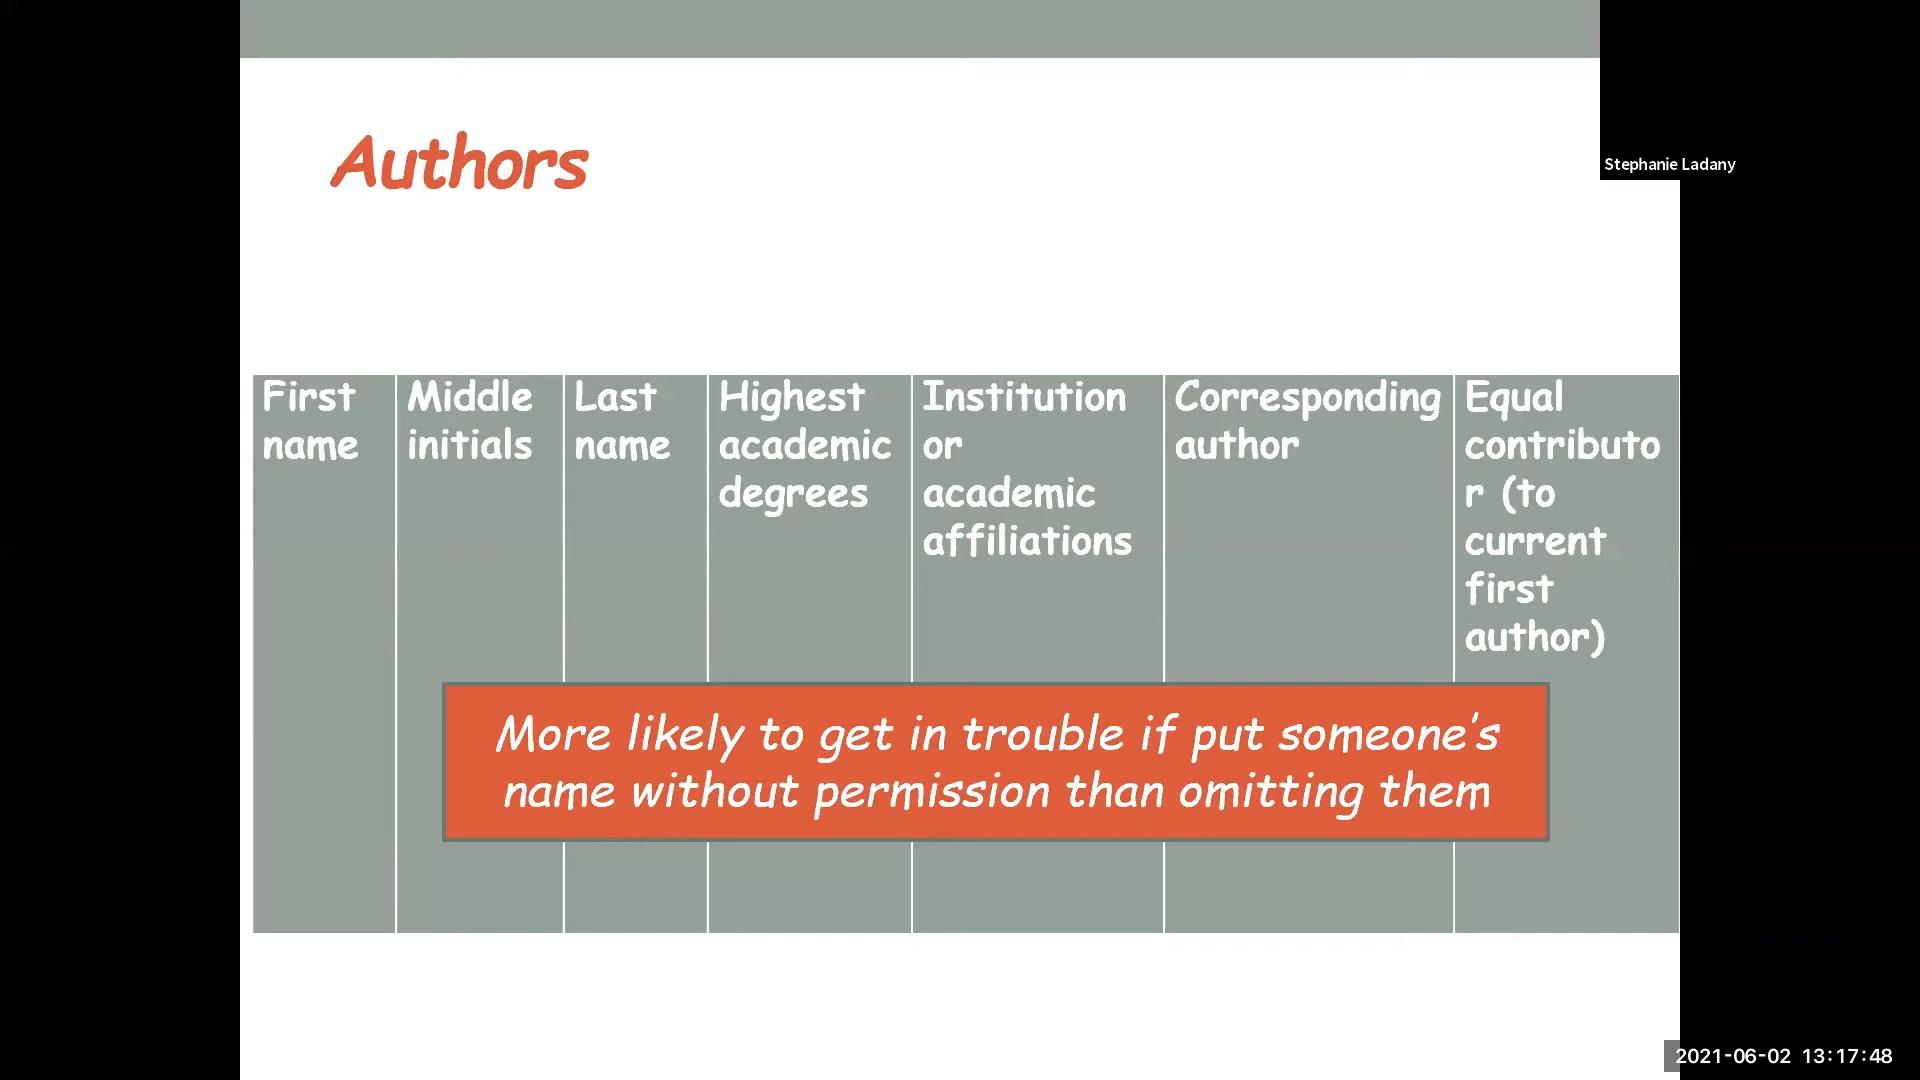 Authors
Stephanie Ladany
First
name
Middle
initials
Last
name
Highest
academic
degrees
Institution
or
academic
affiliations
Corresponding
author
Equal
contributo
r (to
current
first
author)
More likely to get in trouble if put someone’s
name without permission than omitting them
2021-06-02 13:17:48